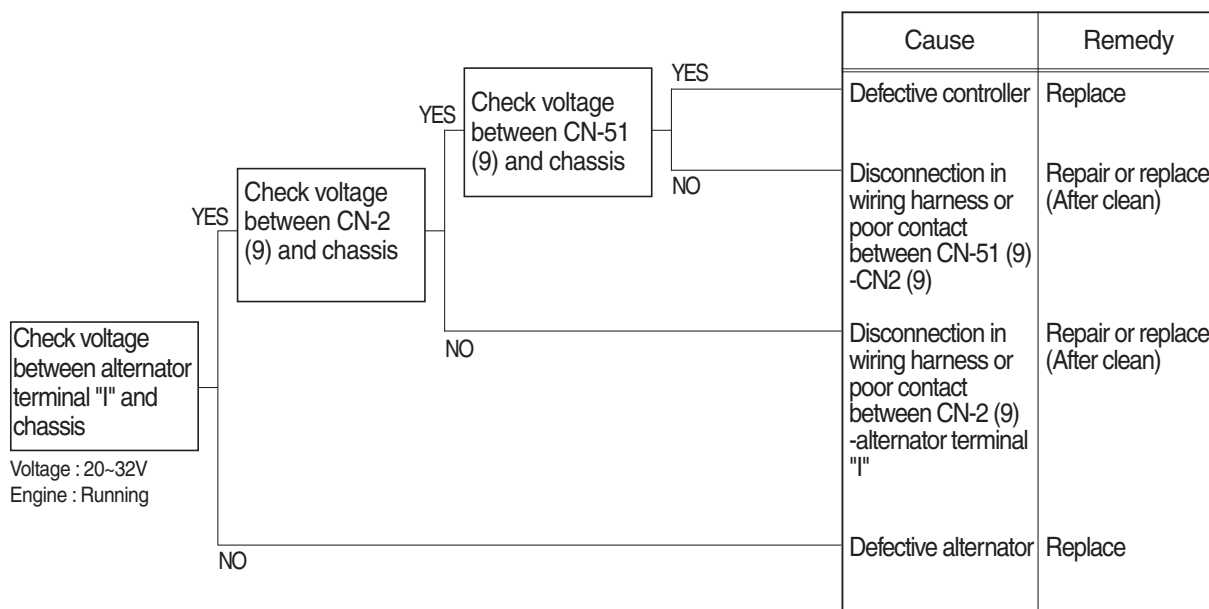 Cause
Remedy
YES
Defective controller
Replace
Check voltage
between CN-51
(9) and chassis
YES
NO
Disconnection in
wiring harness or
poor contact
between CN-51 (9)
-CN2 (9)
Repair or replace
(After clean)
Check voltage
between CN-2
(9) and chassis
YES
NO
Disconnection in
wiring harness or
poor contact
between CN-2 (9)
-alternator terminal
"I"
Repair or replace
(After clean)
Check voltage
between alternator
terminal "I" and
chassis
Voltage : 20~32V
Engine : Running
NO
Defective alternator
Replace